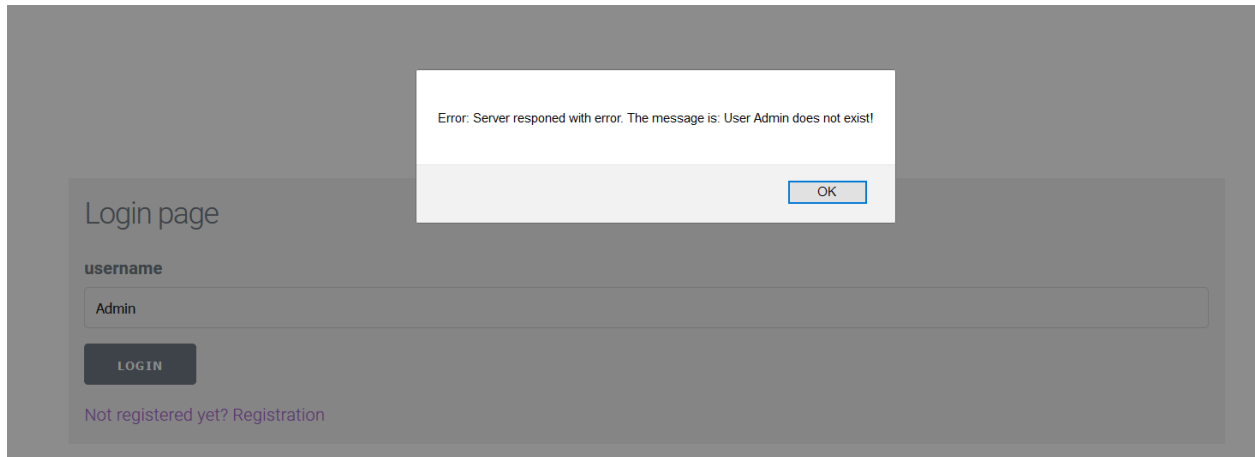 Error: Server responed with error. The message is: User Admin does not exist!
OK
Login page
username
Admin
LOGIN
Not registered yet? Registration